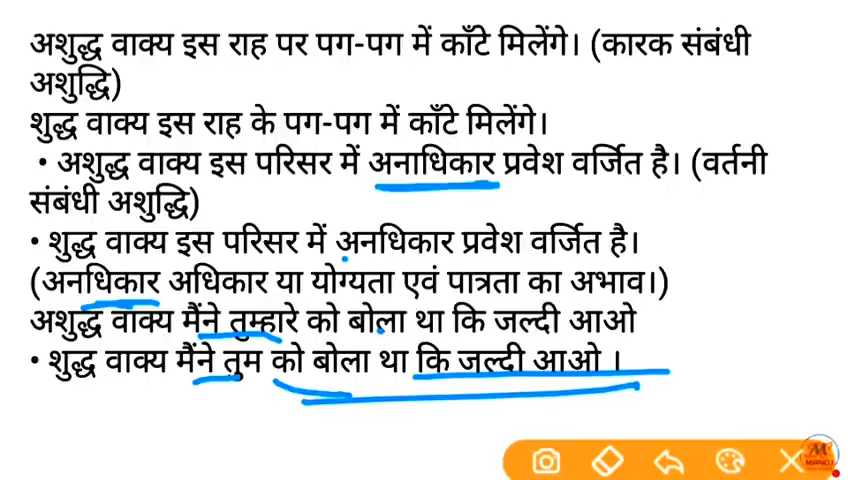 अशुद्ध वाक्य इस राह पर पग-पग में काँटे मिलेंगे। (कारक संबंधी
अशुद्धि)
शुद्ध वाक्य इस राह के पग-पग में काँटे मिलेंगे।
• अशुद्ध वाक्य इस परिसर में अनाधिकार प्रवेश वर्जित है। (वर्तनी
संबंधी अशुद्धि)
• शुद्ध वाक्य इस परिसर में अनधिकार प्रवेश वर्जित है।
(अनधिकार अधिकार या योग्यता एवं पात्रता का अभाव।)
अशुद्ध वाक्य मैंने तुम्हारे को बोला था कि जल्दी आओ
• शुद्ध वाक्य मैंने तुम को बोला था कि जल्दी आओ ।
MANOJ